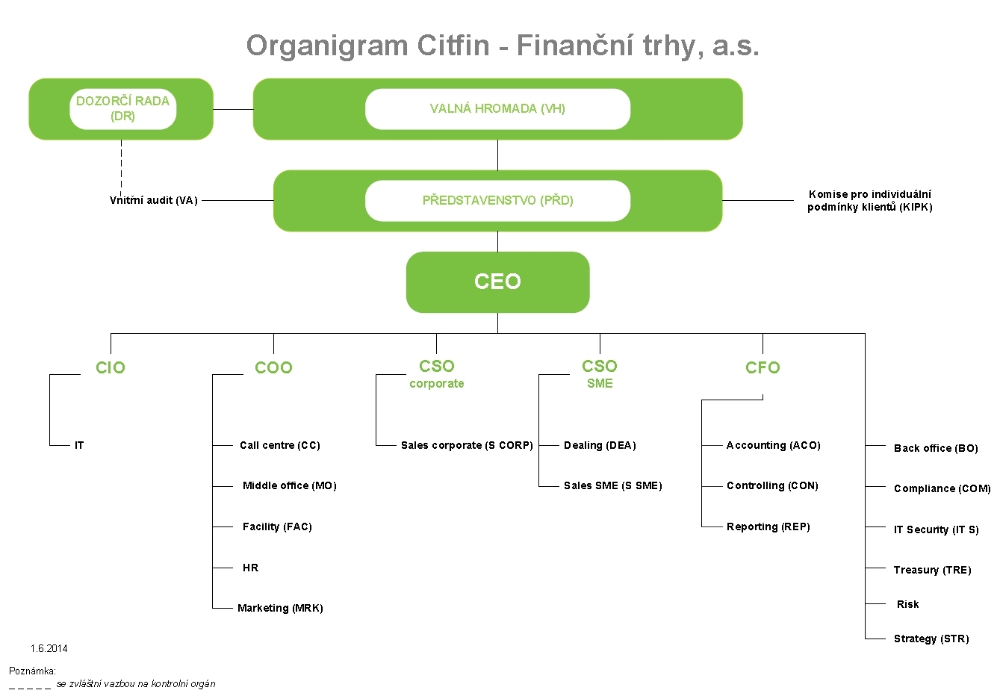 Organigram Citfin - Finanční trhy, a.s.
DOZORČÍ RADA
(DR)
VALNÁ HROMADA (VH)
Vnitřní audit (VA)
PŘEDSTAVENSTVO (PŘD)
Komise pro individuální
podmínky klientů (KIPK)
CEO
CIO
COO
CSO
corporate
CSO
SME
CFO
IT
Call centre (CC)
Middle office (MO)
Facility (FAC)
HR
Marketing (MRK)
Sales corporate (S CORP)
Dealing (DEA)
Sales SME (S SME)
Accounting (ACO)
Controlling (CON)
Reporting (REP)
Back office (BO)
Compliance (COM)
IT Security (IT S)
Treasury (TRE)
Risk
Strategy (STR)
1.6.2014
Poznámka:
_ _ _ _ _ se zvláštní vazbou na kontrolní orgán